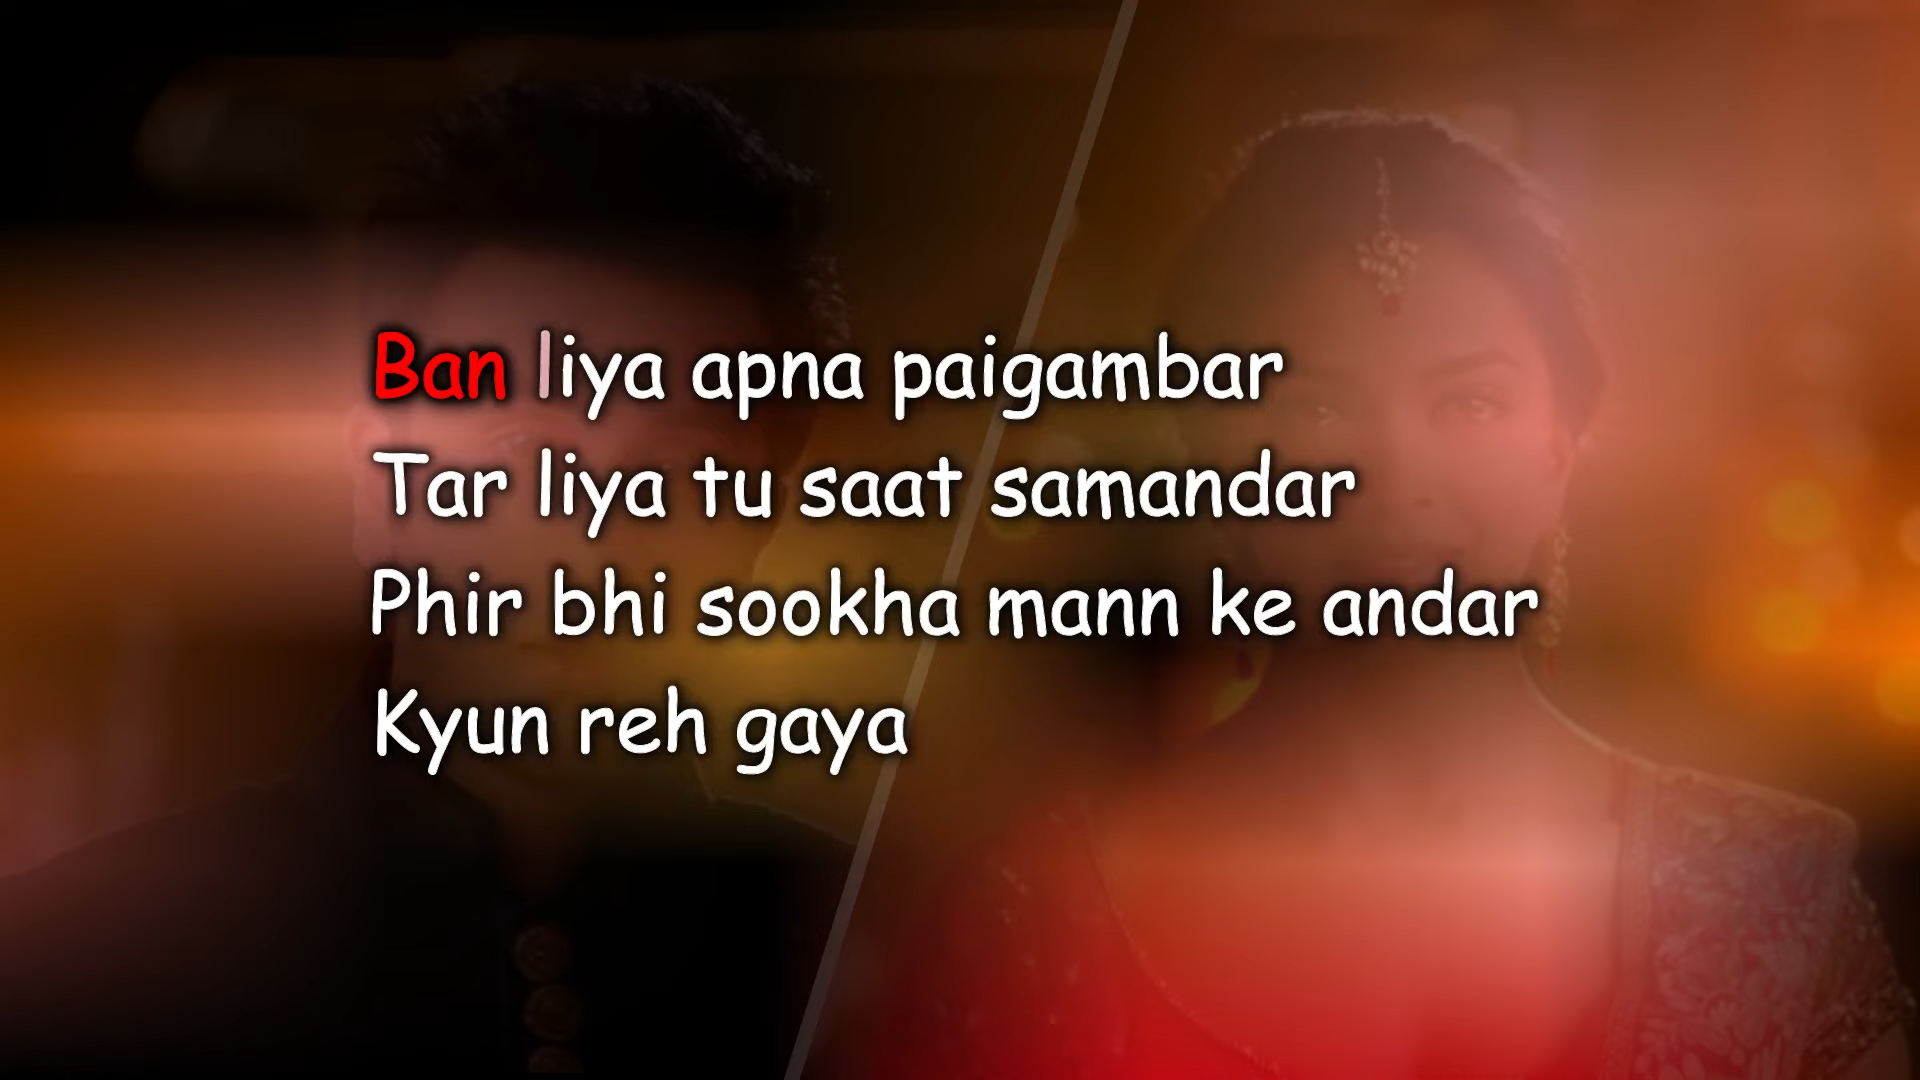 Ban liya apna paigambar
Tar liya tu saat samandar
Phir bhi sookha mann ke andar
Kyun reh gaya